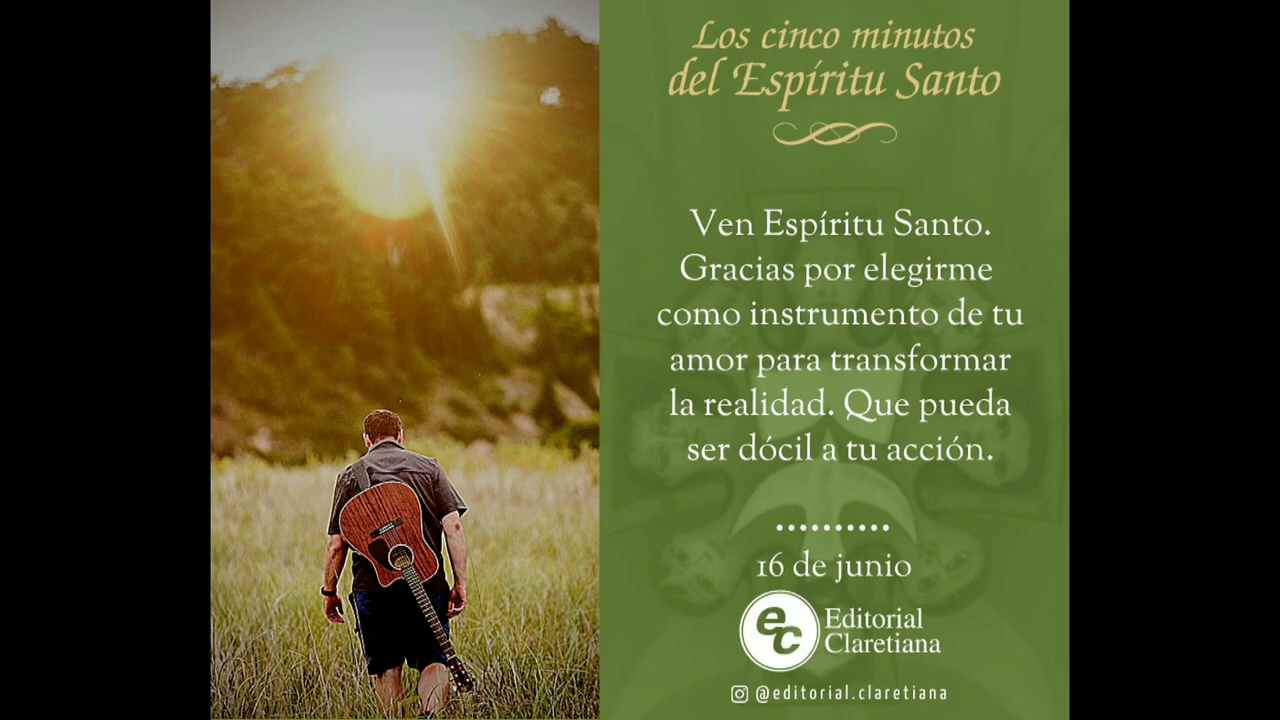 Los cinco minutos
del Espíritu Santo
Ven Espíritu Santo.
Gracias por elegirme
como instrumento de tu
amor para transformar
la realidad. Que pueda
ser dócil a tu acción.
16 de junio
ec
Editorial
Claretiana
@editorial.claretiana